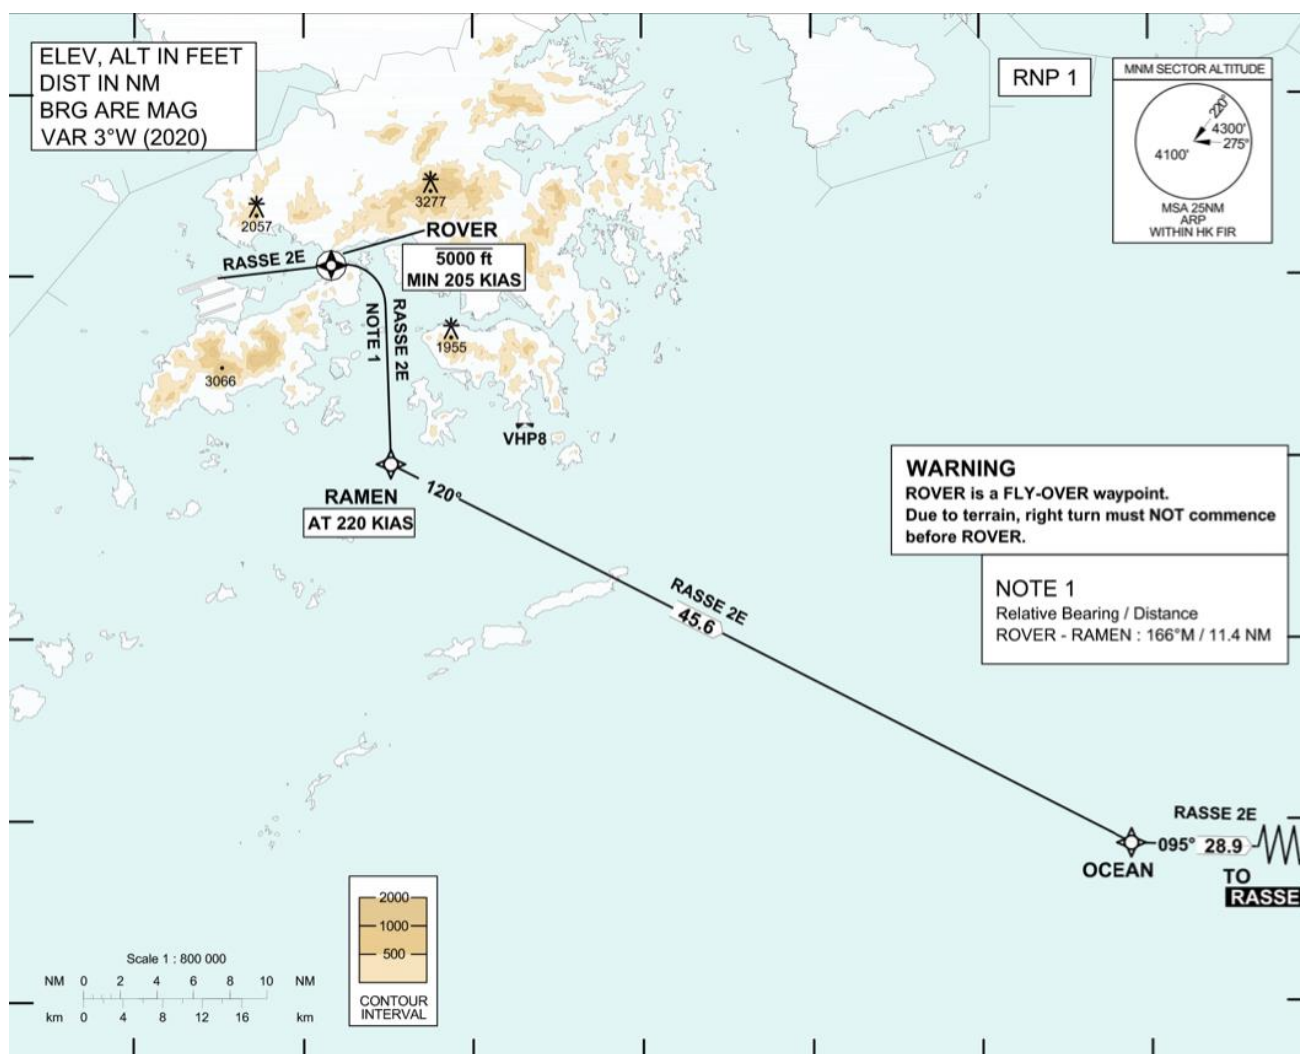 ELEV, ALT IN FEET
DIST IN NM
BRG ARE MAG
VAR 3°W (2020)
RNP 1
MNM SECTOR ALTITUDE
220°
4300'
275°
4100'
MSA 25NM
ARP
WITHIN HK FIR
3277
2057
ROVER
5000 ft
MIN 205 KIAS
RASSE 2E
RASSE 2E
NOTE 1
1955
3066
VHP8
RAMEN
AT 220 KIAS
120°
WARNING
ROVER is a FLY-OVER waypoint.
Due to terrain, right turn must NOT commence
before ROVER.
NOTE 1
Relative Bearing / Distance
ROVER - RAMEN : 166°M / 11.4 NM
RASSE 2E
45.6
RASSE 2E
095° 28.9
OCEAN
TO
RASSE
2000
1000
500
CONTOUR
INTERVAL
Scale 1 : 800 000
NM 0 2 4 6 8 10 NM
km 0 4 8 12 16 km